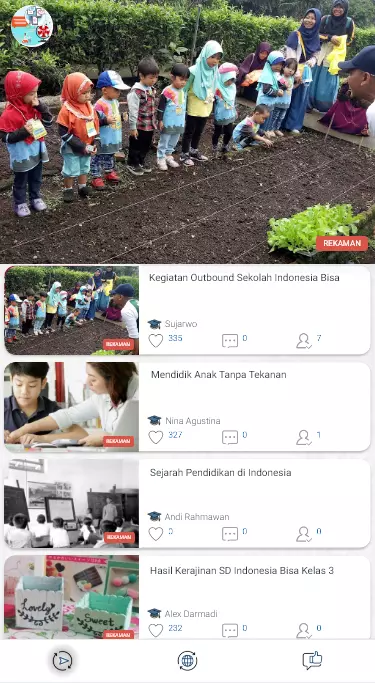 REKAMAN
Kegiatan Outbound Sekolah Indonesia Bisa
Sujarwo
335 0 7
REKAMAN
Mendidik Anak Tanpa Tekanan
Nina Agustina
327 0 1
REKAMAN
Sejarah Pendidikan di Indonesia
Andi Rahmawan
0 0 0
REKAMAN
Hasil Kerajinan SD Indonesia Bisa Kelas 3
Lovely
Sweet
Alex Darmadi
232 0 0
REKAMAN